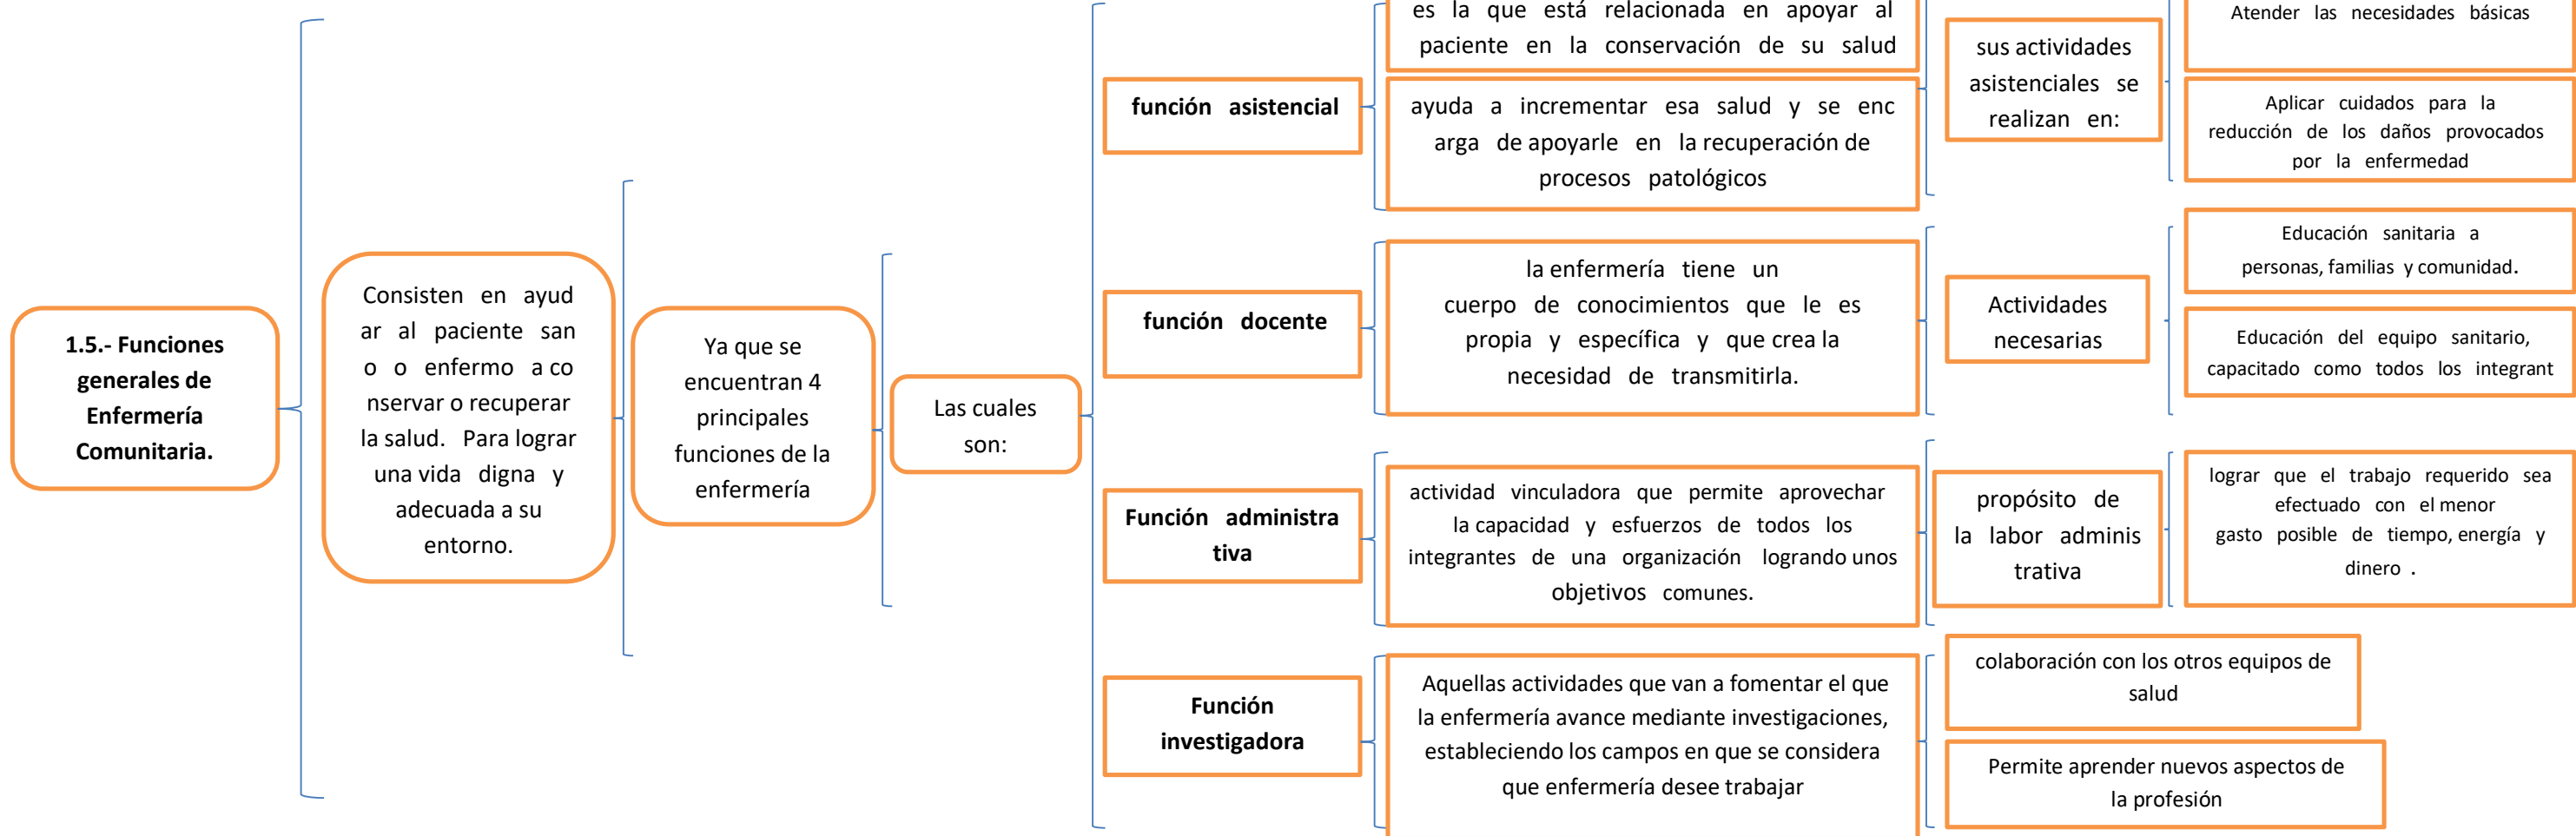 1.5.- Funciones
generales de
Enfermería
Comunitaria.
Consisten en ayud
ar al paciente san
o o enfermo a co
nservar o recuperar
la salud. Para lograr
una vida digna y
adecuada a su
entorno.
Ya que se
encuentran 4
principales
funciones de la
enfermería
Las cuales
son:
función asistencial
es la que está relacionada en apoyar al
paciente en la conservación de su salud
ayuda a incrementar esa salud y se enc
arga de apoyarle en la recuperación de
procesos patológicos
sus actividades
asistenciales se
realizan en:
Atender las necesidades básicas
Aplicar cuidados para la
reducción de los daños provocados
por la enfermedad
función docente
la enfermería tiene un
cuerpo de conocimientos que le es
propia y específica y que crea la
necesidad de transmitirla.
Actividades
necesarias
Educación sanitaria a
personas, familias y comunidad.
Educación del equipo sanitario,
capacitado como todos los integrant
Función administra
tiva
actividad vinculadora que permite aprovechar
la capacidad y esfuerzos de todos los
integrantes de una organización logrando unos
objetivos comunes.
propósito de
la labor adminis
trativa
lograr que el trabajo requerido sea
efectuado con el menor
gasto posible de tiempo, energía y
dinero .
Función
investigadora
Aquellas actividades que van a fomentar el que
la enfermería avance mediante investigaciones,
estableciendo los campos en que se considera
que enfermería desee trabajar
colaboración con los otros equipos de
salud
Permite aprender nuevos aspectos de
la profesión